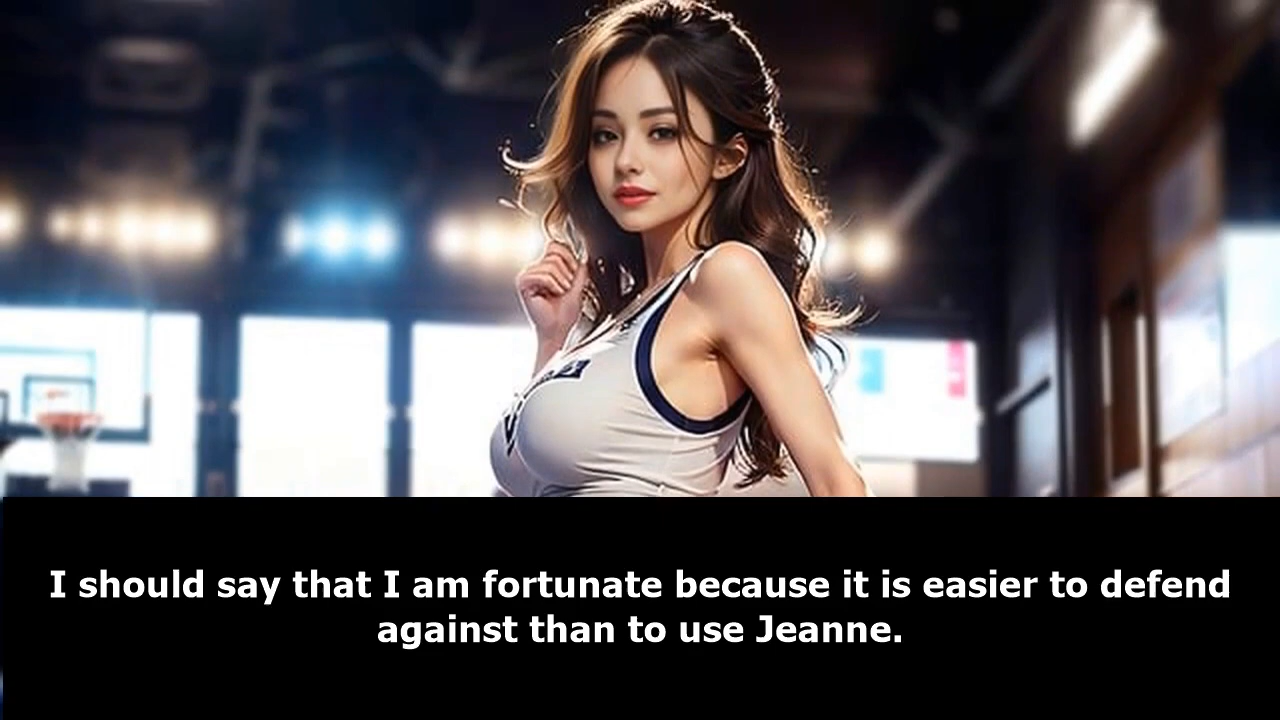 I should say that I am fortunate because it is easier to defend
against than to use Jeanne.